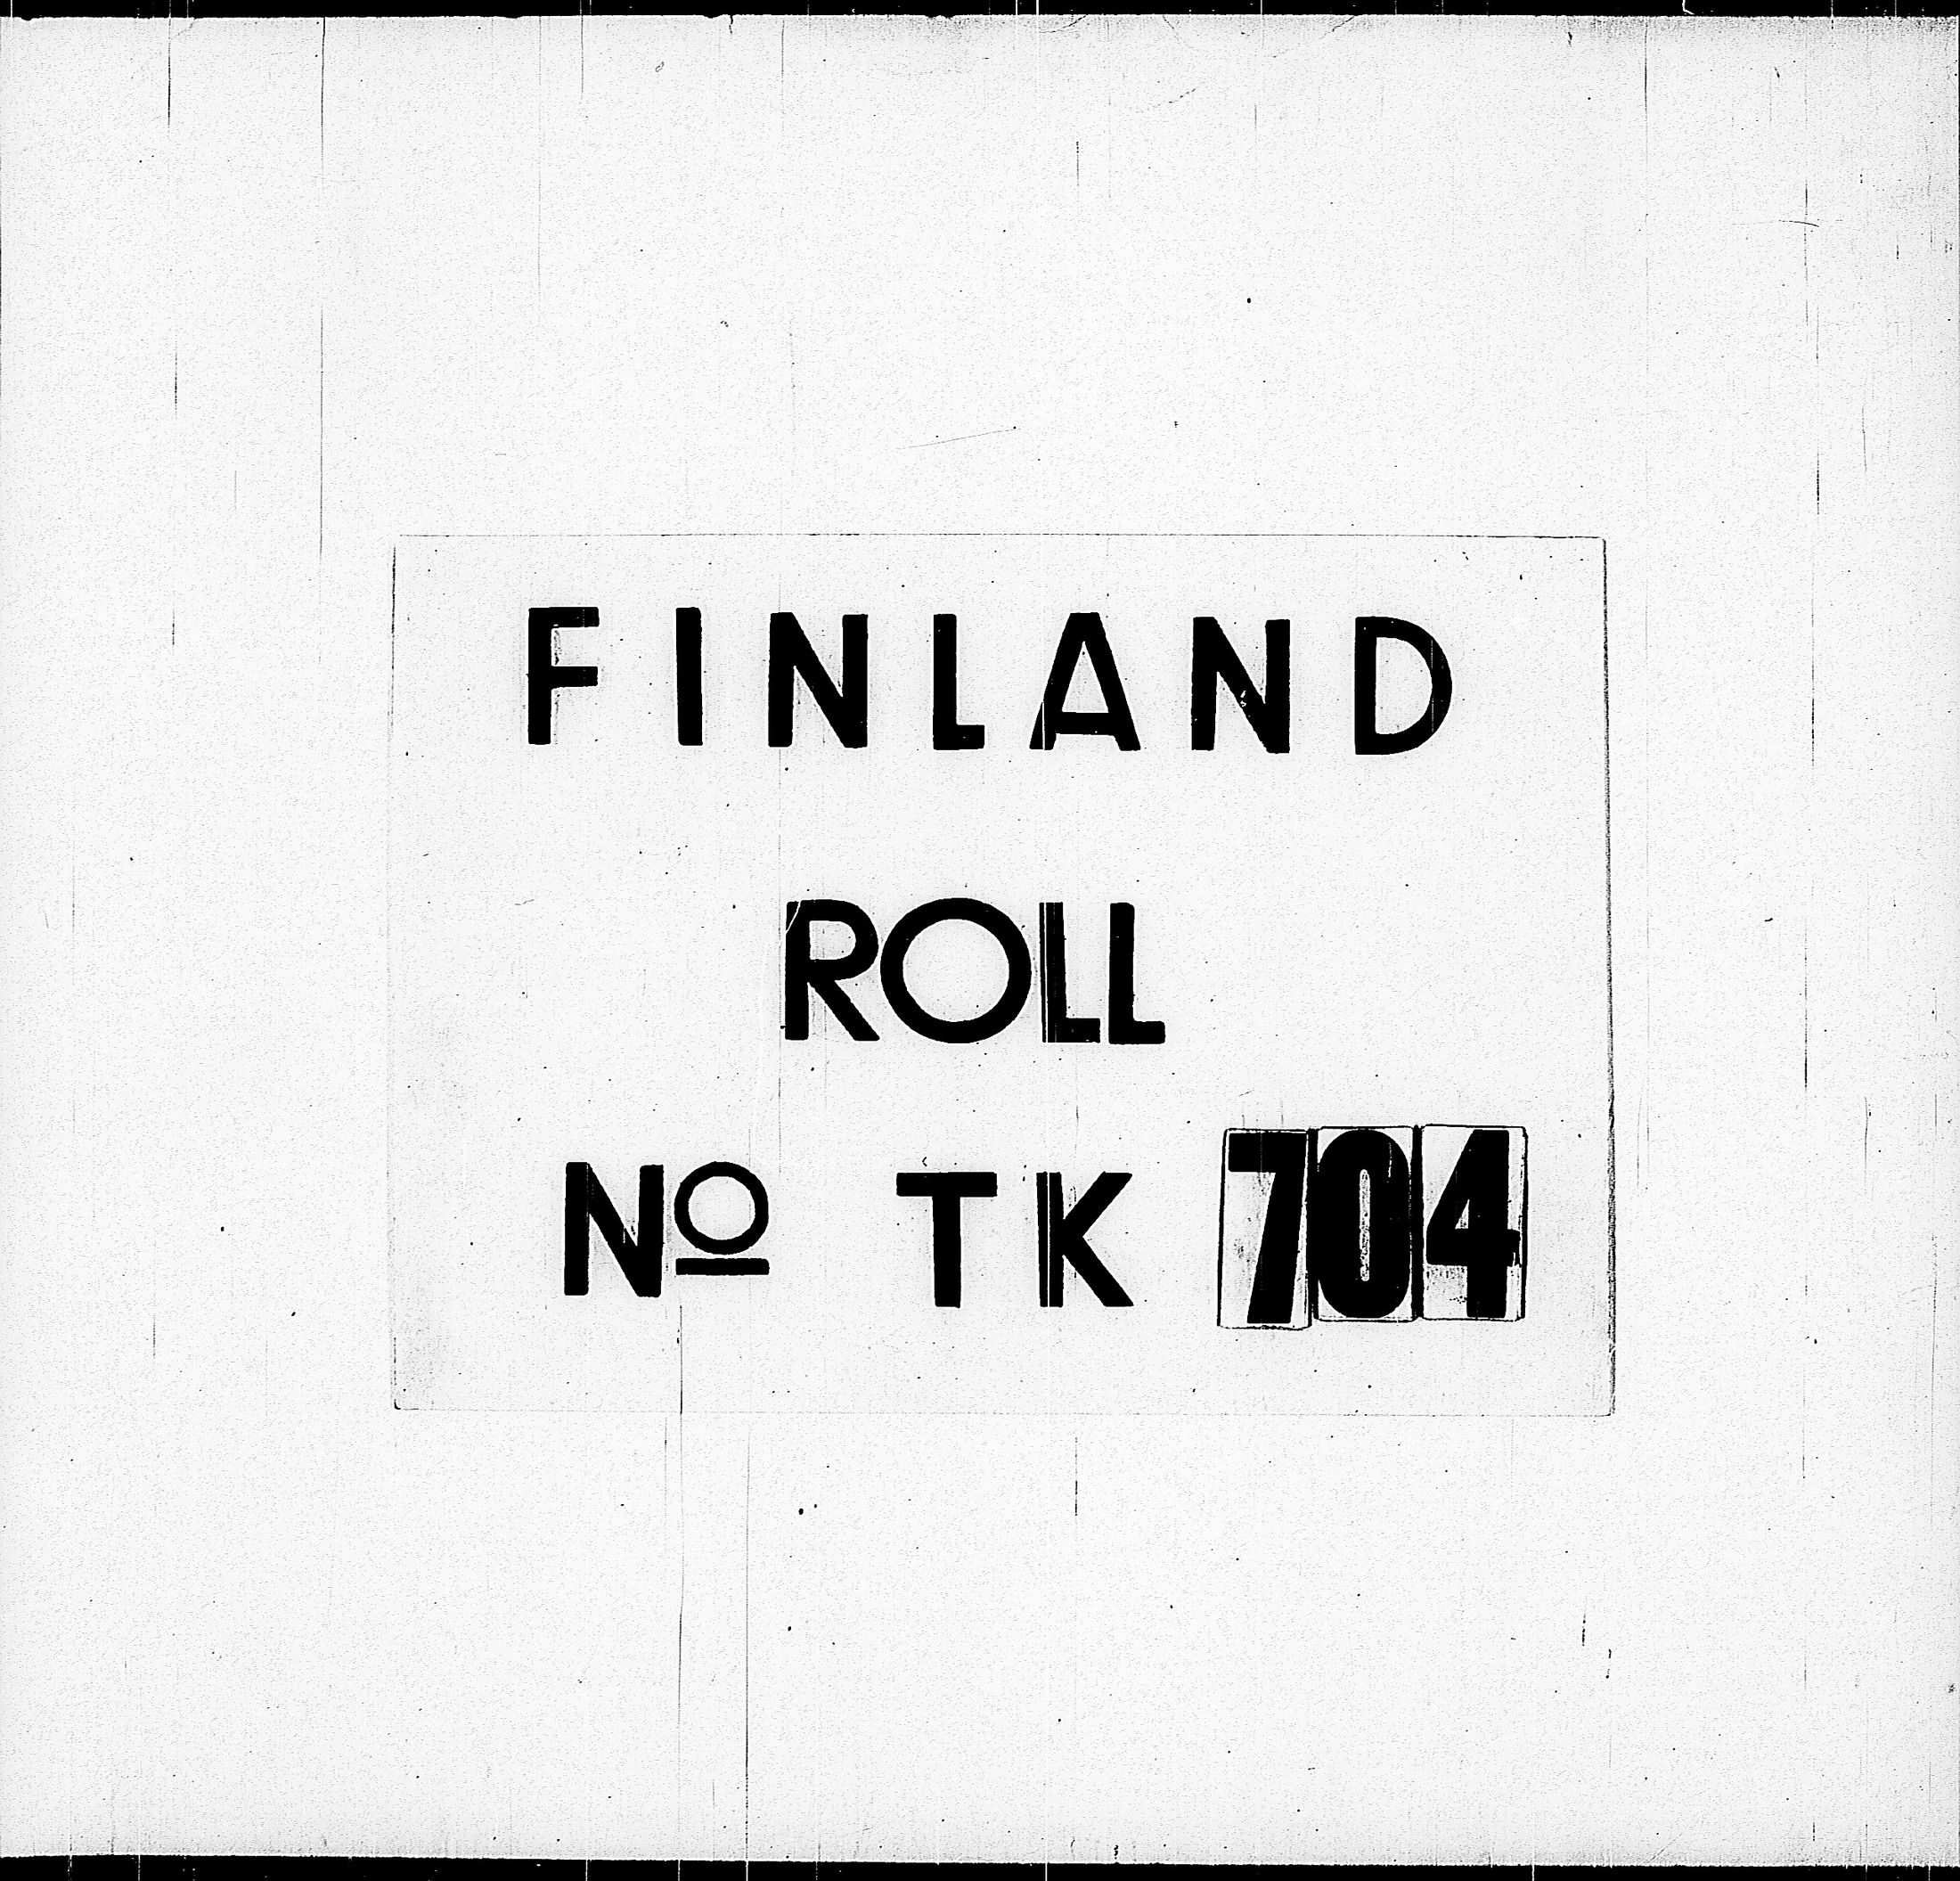 FINLAND
ROLL
Nº TK 704